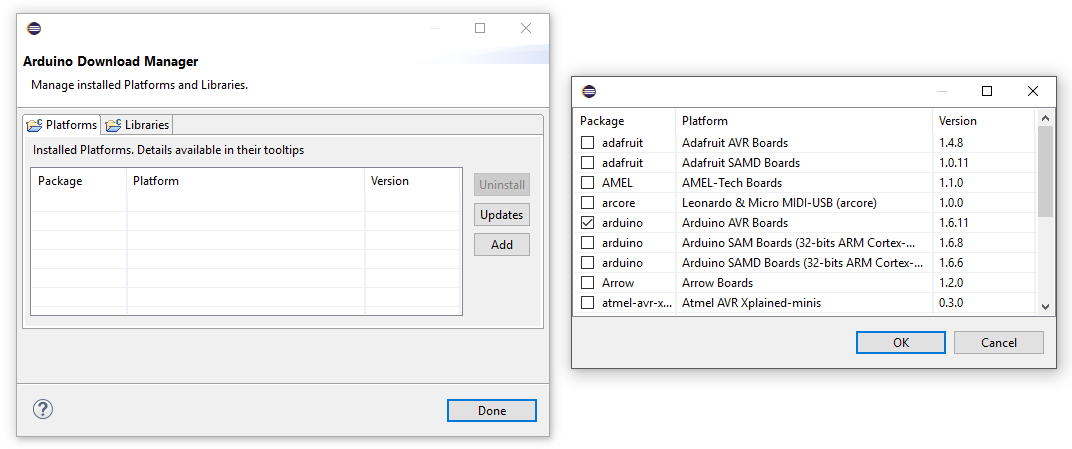 Arduino Download Manager
Manage installed Platforms and Libraries.
Platforms Libraries
Installed Platforms. Details available in their tooltips
Package Platform Version
Uninstall
Updates
Add
Done
Package Platform Version
adafruit Adafruit AVR Boards 1.4.8
adafruit Adafruit SAMD Boards 1.0.11
AMEL AMEL-Tech Boards 1.1.0
arcore Leonardo & Micro MIDI-USB (arcore) 1.0.0
arduino Arduino AVR Boards 1.6.11
arduino Arduino SAM Boards (32-bits ARM Cortex-... 1.6.8
arduino Arduino SAMD Boards (32-bits ARM Cortex-... 1.6.6
Arrow Arrow Boards 1.2.0
atmel-avr-x... Atmel AVR Xplained-minis 0.3.0
OK Cancel